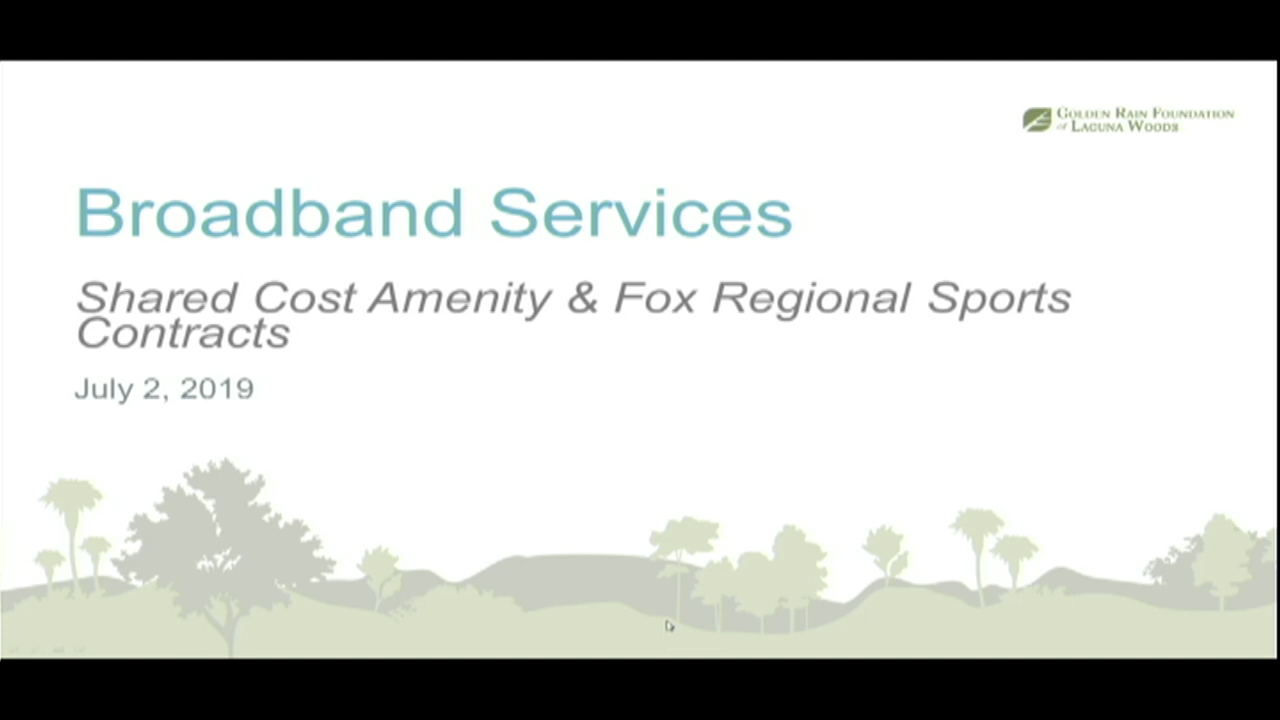 GOLDEN RAIN FOUNDATION
of LAGUNA WOODS
Broadband Services
Shared Cost Amenity & Fox Regional Sports
Contracts
July 2, 2019